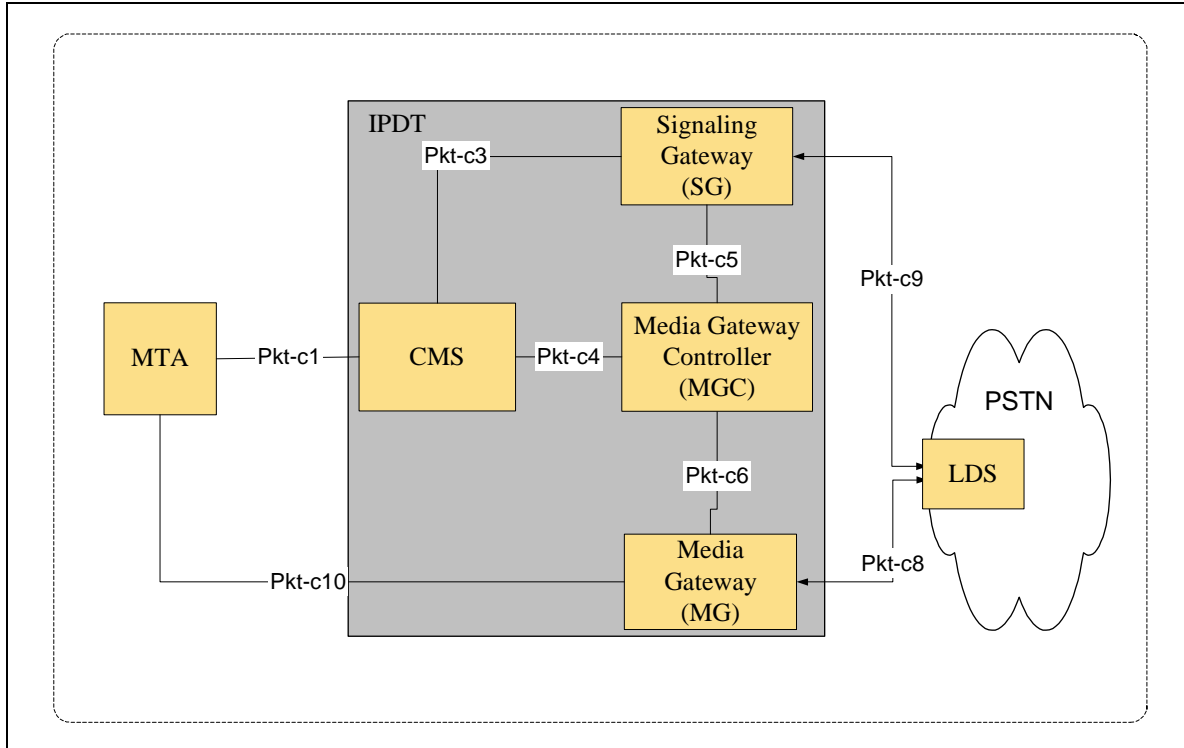 IPDT
Signaling
Gateway
(SG)
Pkt-c3
Pkt-c5
Pkt-c9
MTA
Pkt-c1
CMS
Pkt-c4
Media Gateway
Controller
(MGC)
PSTN
LDS
Pkt-c6
Media
Gateway
(MG)
Pkt-c8
Pkt-c10